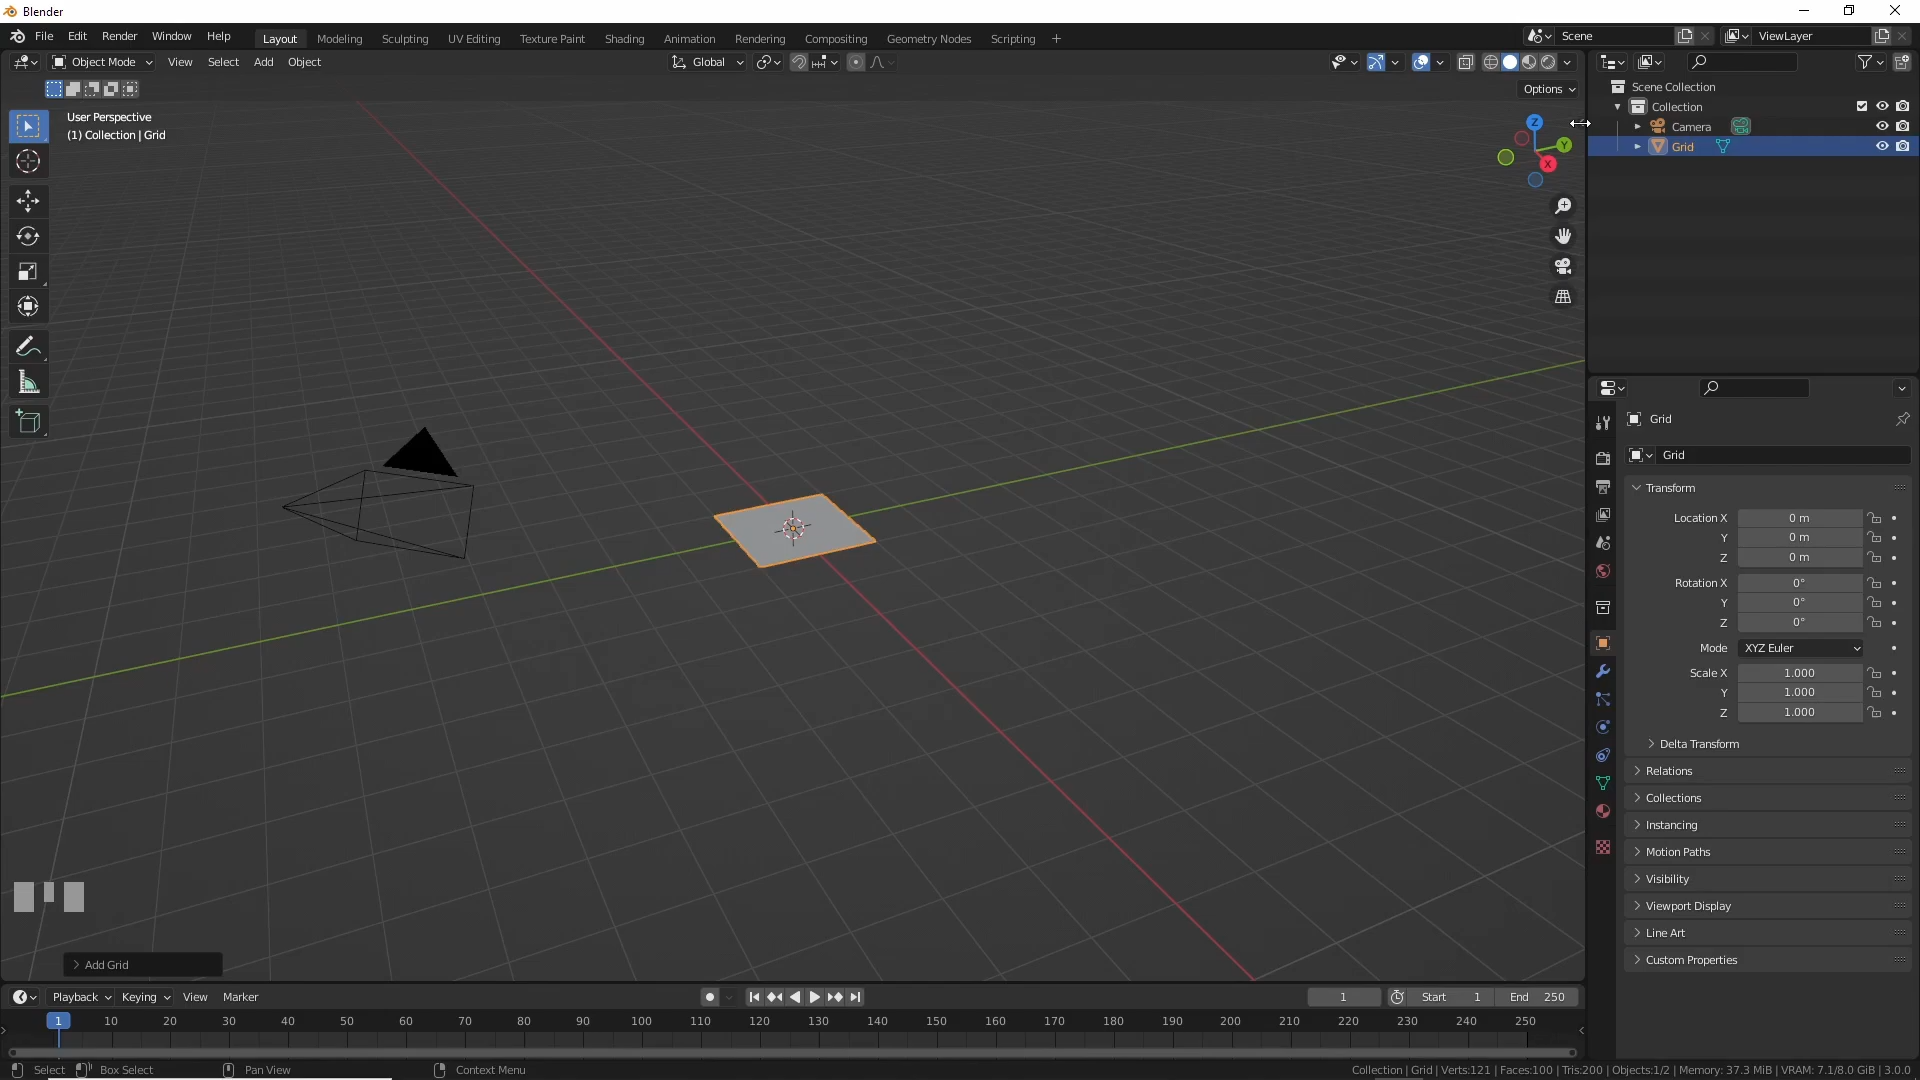 Blender
File Edit Render Window Help Layout Modeling Sculpting UV Editing Texture Paint Shading Animation Rendering Compositing Geometry Nodes Scripting + Scene ViewLayer
Object Mode View Select Add Object Global
Options
User Perspective
(1) Collection | Grid
Z
Y
X
Scene Collection
Collection
Camera
Grid
Grid
Grid
Transform
Location X 0 m
Y 0 m
Z 0 m
Rotation X 0°
Y 0°
Z 0°
Mode XYZ Euler
Scale X 1.000
Y 1.000
Z 1.000
Delta Transform
Relations
Collections
Instancing
Motion Paths
Visibility
Viewport Display
Line Art
Custom Properties
Add Grid
Playback Keying View Marker 1 Start 1 End 250
1 10 20 30 40 50 60 70 80 90 100 110 120 130 140 150 160 170 180 190 200 210 220 230 240 250
Select Box Select Pan View Context Menu Collection | Grid | Verts:121 | Faces:100 | Tris:200 | Objects:1/2 | Memory: 37.3 MiB | VRAM: 7.1/8.0 GiB | 3.0.0